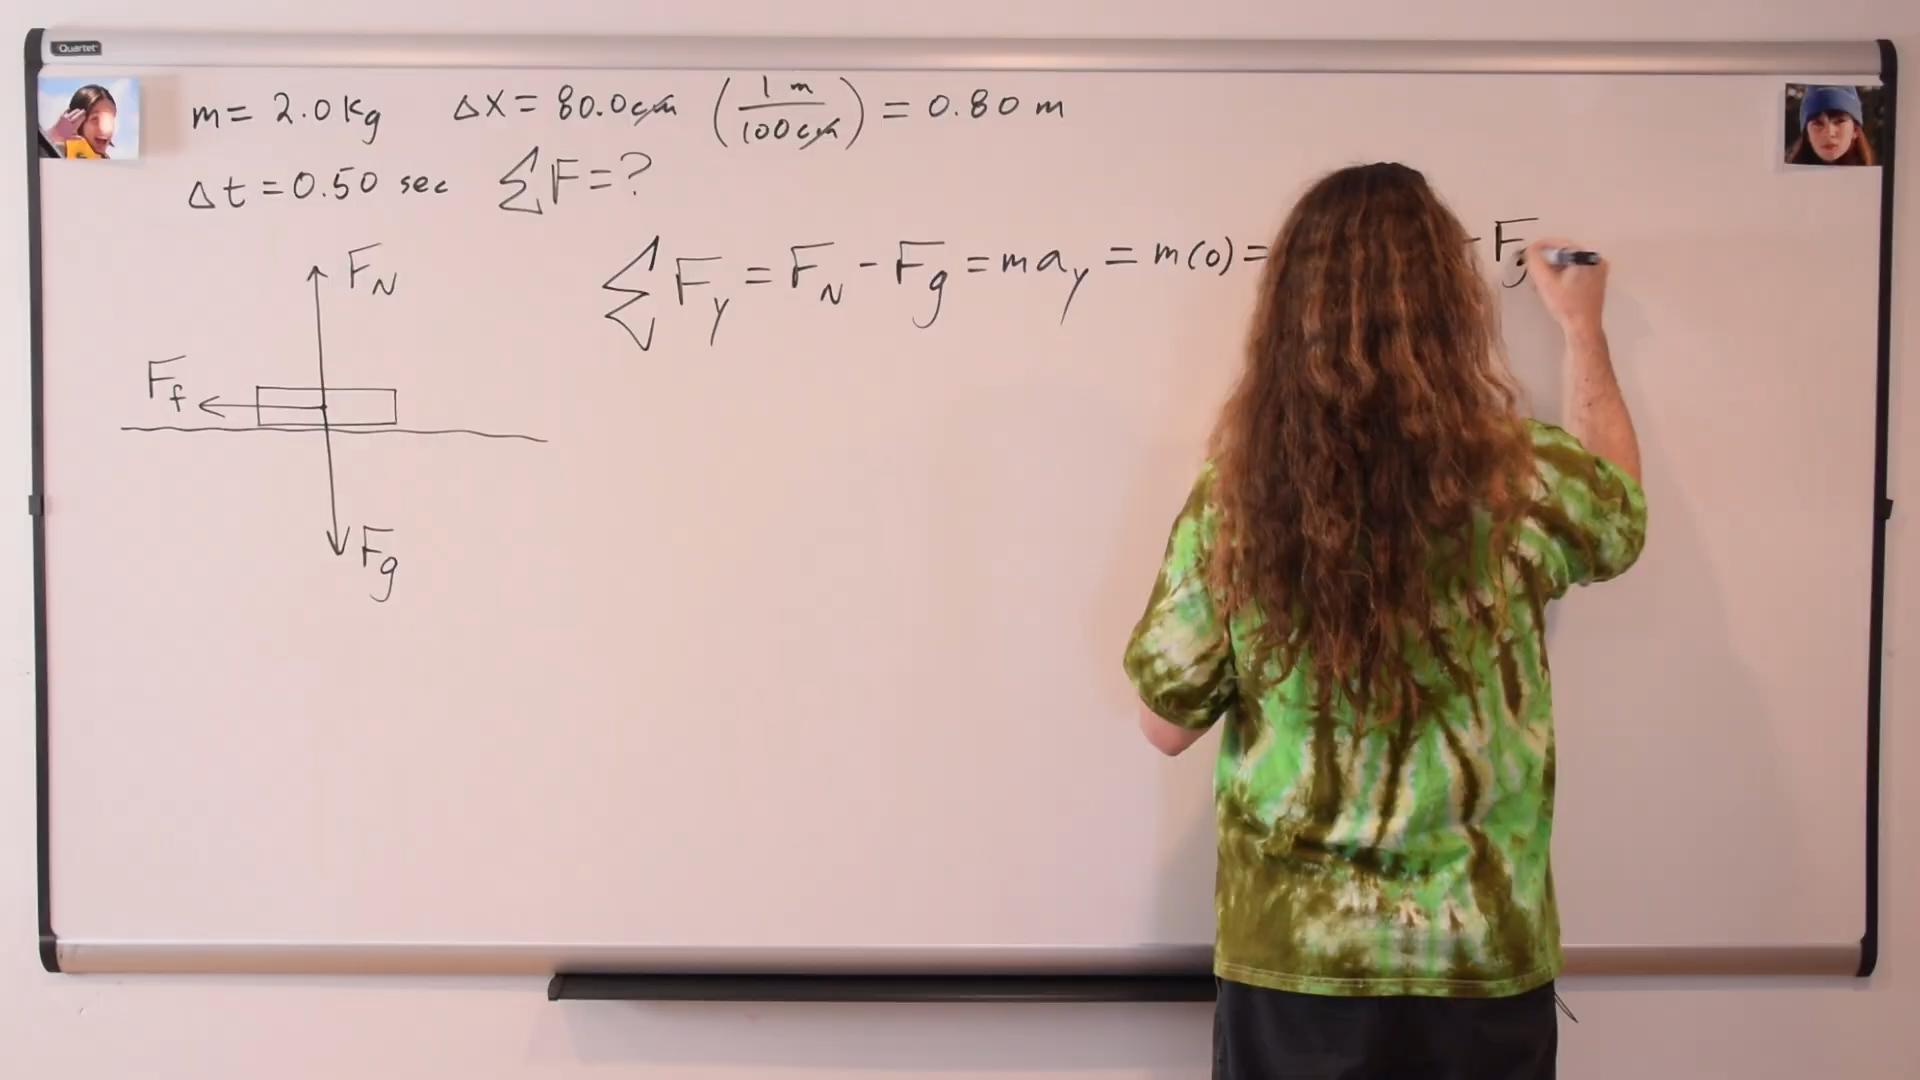 Quartet
m = 2.0 kg Δx = 80.0 cm (1 m / 100 cm) = 0.80 m
Δt = 0.50 sec ΣF = ?
ΣF_y = F_N - F_g = m a_y = m(0) = - F
F_N
F_f
F_g